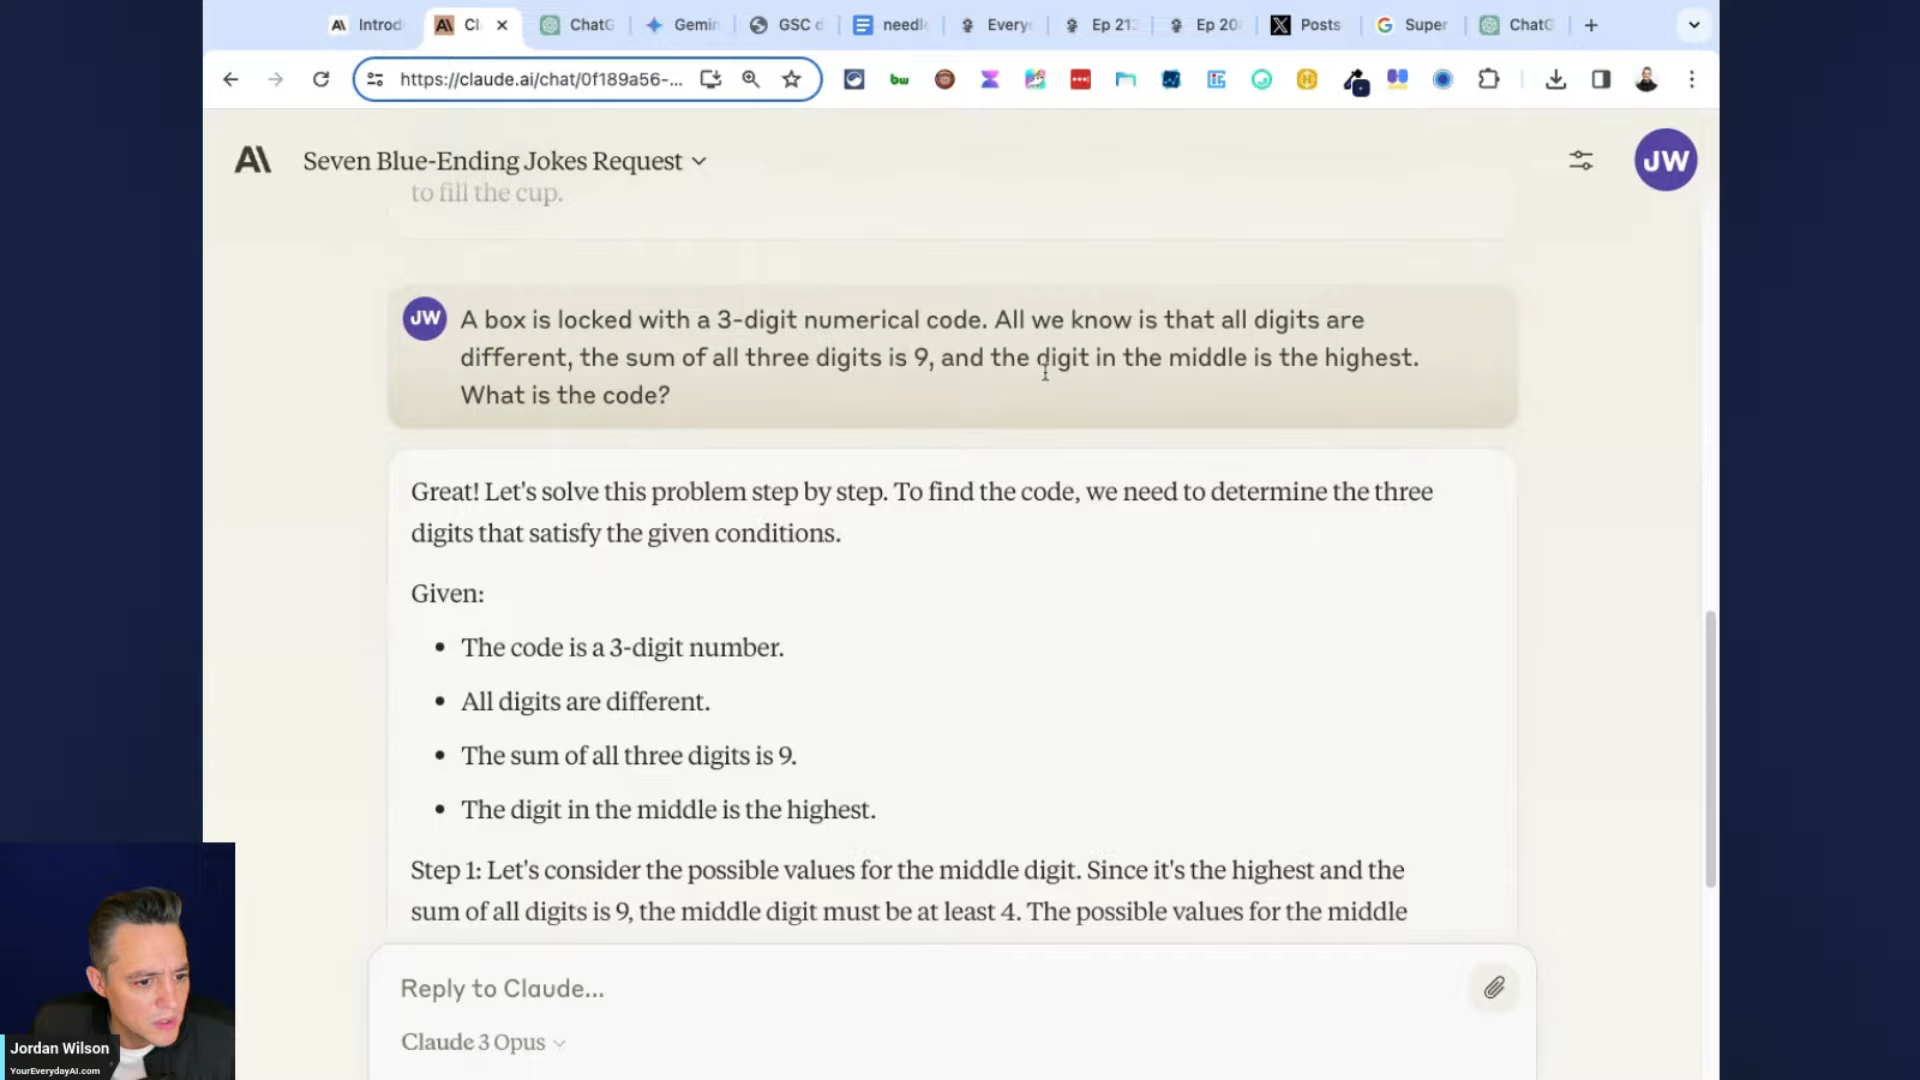 Introd
Cl
ChatG
Gemin
GSC d
needl
Every
Ep 21
Ep 20
Posts
Super
ChatG
https://claude.ai/chat/0f189a56-...
Seven Blue-Ending Jokes Request
JW
to fill the cup.
JW
A box is locked with a 3-digit numerical code. All we know is that all digits are
different, the sum of all three digits is 9, and the digit in the middle is the highest.
What is the code?
Great! Let's solve this problem step by step. To find the code, we need to determine the three
digits that satisfy the given conditions.
Given:
• The code is a 3-digit number.
• All digits are different.
• The sum of all three digits is 9.
• The digit in the middle is the highest.
Step 1: Let's consider the possible values for the middle digit. Since it's the highest and the
sum of all digits is 9, the middle digit must be at least 4. The possible values for the middle
Reply to Claude...
Claude 3 Opus
Jordan Wilson
YourEverydayAI.com